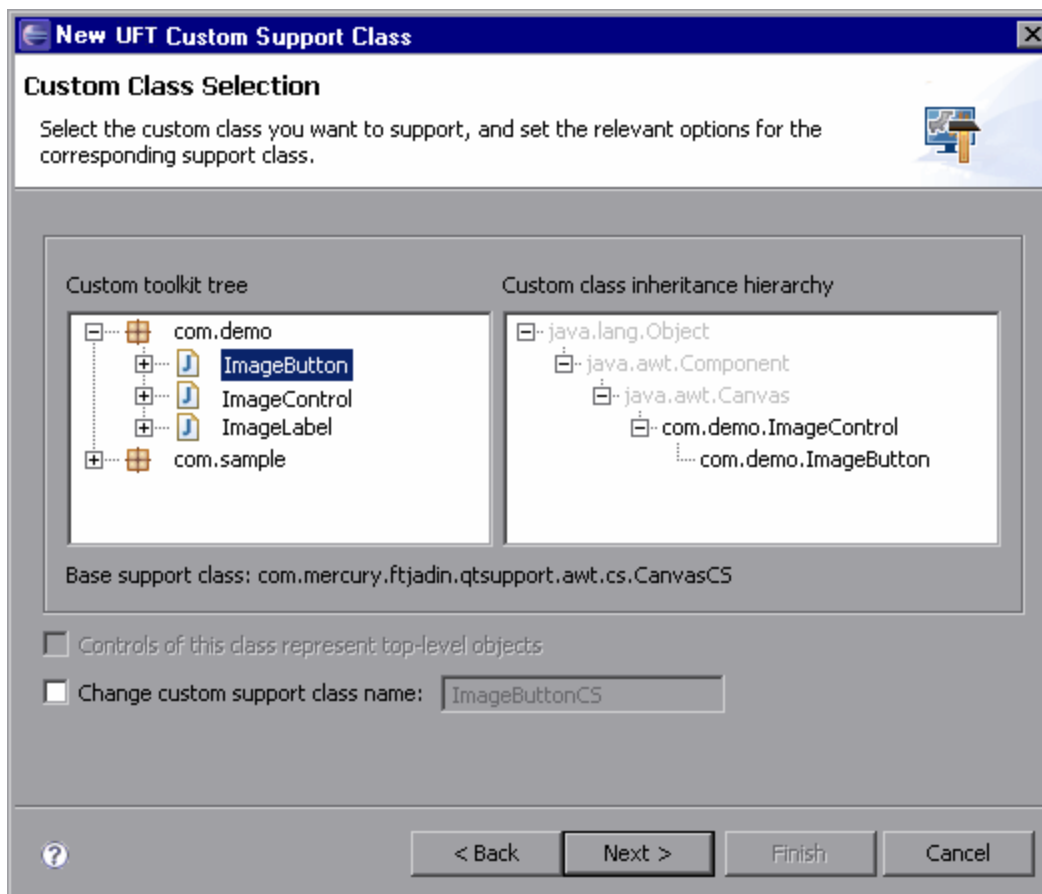 New UFT Custom Support Class
Custom Class Selection
Select the custom class you want to support, and set the relevant options for the
corresponding support class.
Custom toolkit tree
com.demo
ImageButton
ImageControl
ImageLabel
com.sample
Custom class inheritance hierarchy
java.lang.Object
java.awt.Component
java.awt.Canvas
com.demo.ImageControl
com.demo.ImageButton
Base support class: com.mercury.ftjadin.qtsupport.awt.cs.CanvasCS
Controls of this class represent top-level objects
Change custom support class name: ImageButtonCS
< Back Next > Finish Cancel